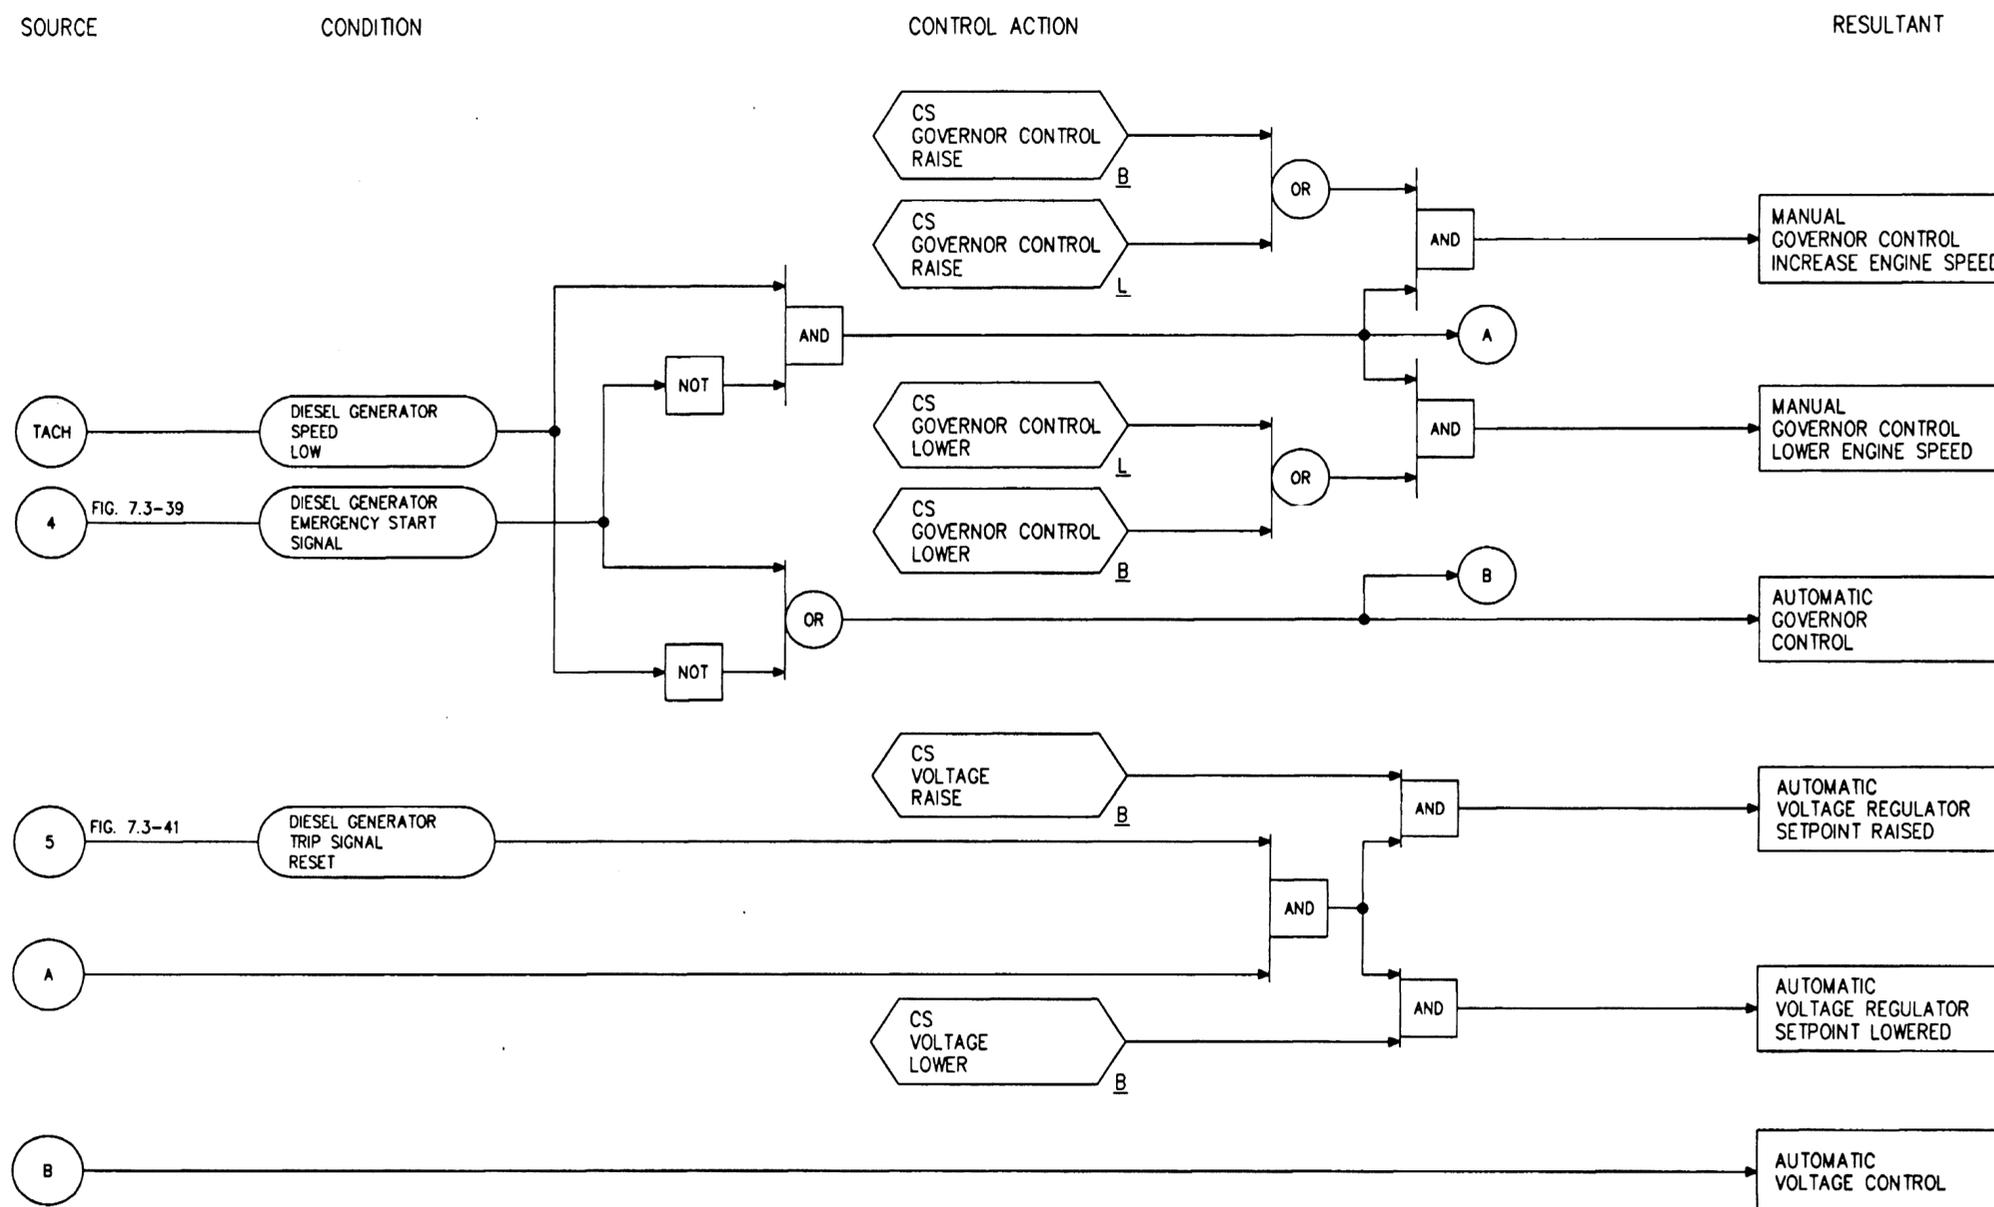 SOURCE
CONDITION
CONTROL ACTION
RESULTANT
CS
GOVERNOR CONTROL
RAISE
B
CS
GOVERNOR CONTROL
RAISE
L
OR
AND
MANUAL
GOVERNOR CONTROL
INCREASE ENGINE SPEED
AND
A
NOT
TACH
DIESEL GENERATOR
SPEED
LOW
CS
GOVERNOR CONTROL
LOWER
L
AND
MANUAL
GOVERNOR CONTROL
LOWER ENGINE SPEED
OR
4
FIG. 7.3-39
DIESEL GENERATOR
EMERGENCY START
SIGNAL
CS
GOVERNOR CONTROL
LOWER
B
B
OR
AUTOMATIC
GOVERNOR
CONTROL
NOT
CS
VOLTAGE
RAISE
B
AND
AUTOMATIC
VOLTAGE REGULATOR
SETPOINT RAISED
5
FIG. 7.3-41
DIESEL GENERATOR
TRIP SIGNAL
RESET
AND
A
AND
AUTOMATIC
VOLTAGE REGULATOR
SETPOINT LOWERED
CS
VOLTAGE
LOWER
B
B
AUTOMATIC
VOLTAGE CONTROL